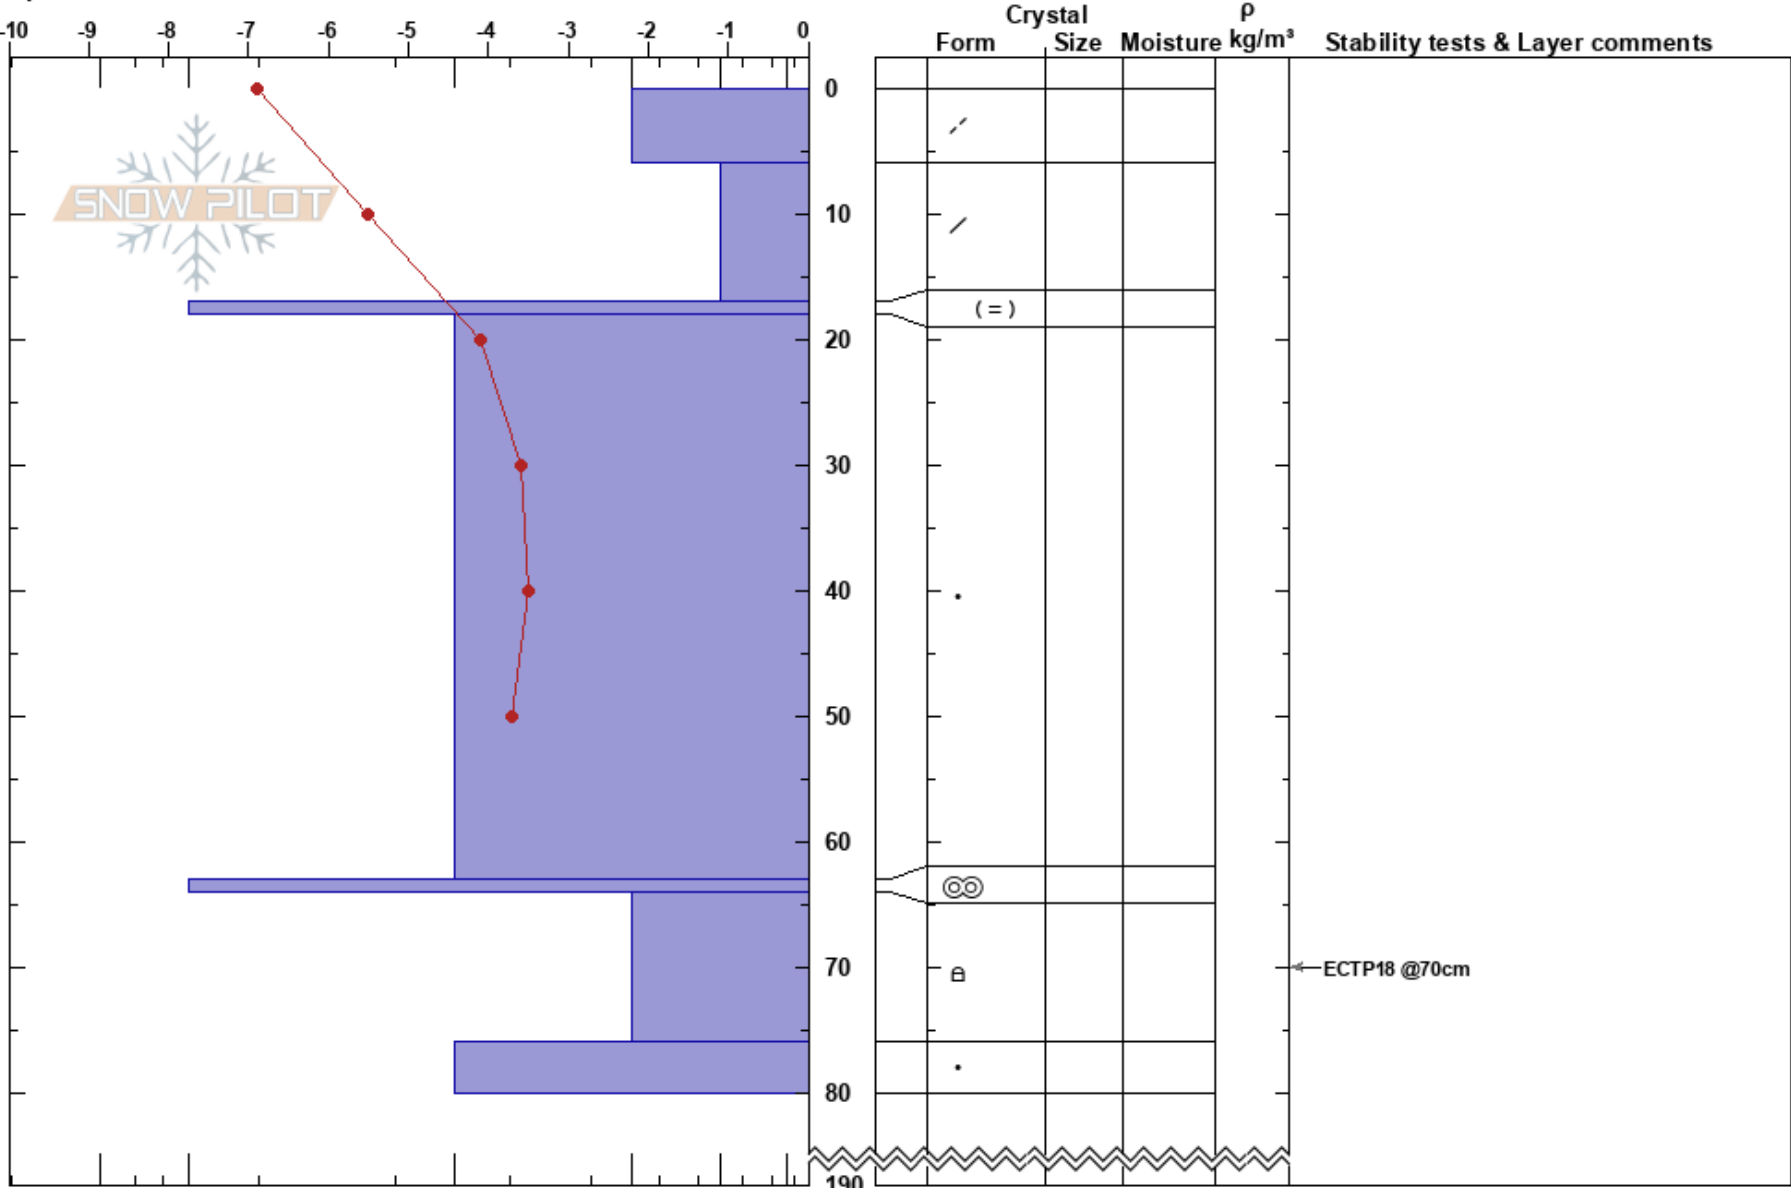 -10 -9 -8 -7 -6 -5 -4 -3 -2 -1 0
Crystal
Form Size Moisture
ρ
kg/m³
Stability tests & Layer comments
SNOW PILOT
0
10
( = )
20
30
40
50
60
70
ECTP18 @70cm
80
190